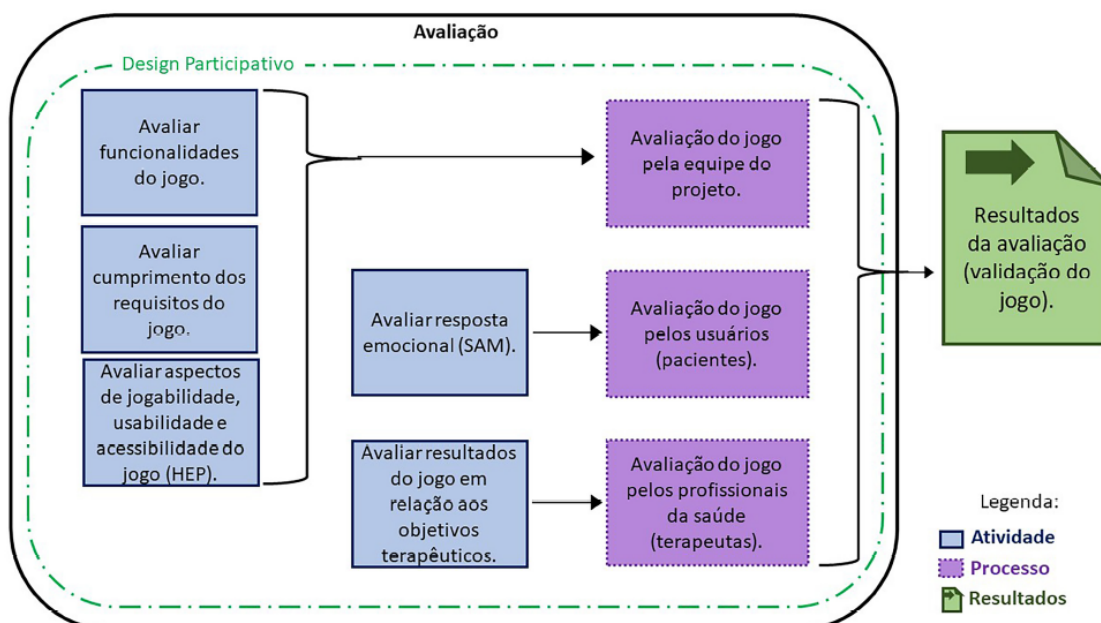 Avaliação
Design Participativo
Avaliar
funcionalidades
do jogo.
Avaliar
cumprimento dos
requisitos do
jogo.
Avaliar aspectos
de jogabilidade,
usabilidade e
acessibilidade do
jogo (HEP).
Avaliar resposta
emocional (SAM).
Avaliar resultados
do jogo em
relação aos
objetivos
terapêuticos.
Avaliação do jogo
pela equipe do
projeto.
Avaliação do jogo
pelos usuários
(pacientes).
Avaliação do jogo
pelos profissionais
da saúde
(terapeutas).
Resultados
da avaliação
(validação do
jogo).
Legenda:
Atividade
Processo
Resultados